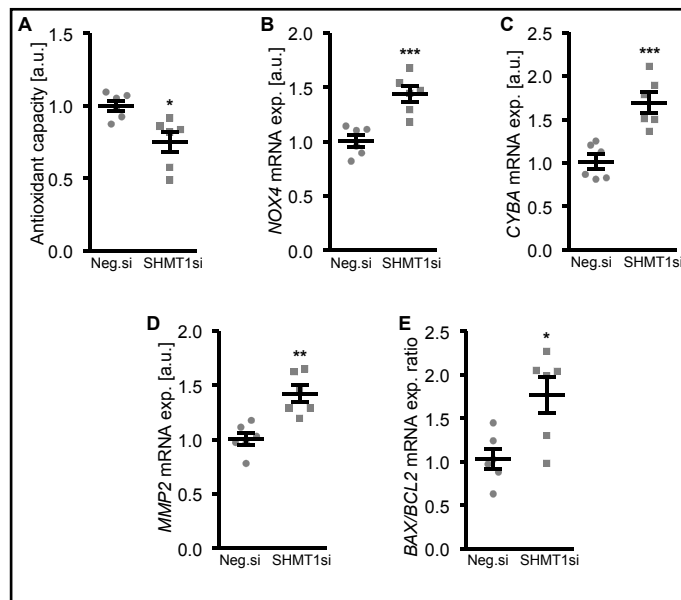 A
Antioxidant capacity [a.u.]
1.5
1.0
0.5
0.0
*
Neg.si SHMT1si
B
NOX4 mRNA exp. [a.u.]
2.0
1.5
1.0
0.5
0.0
***
Neg.si SHMT1si
C
CYBA mRNA exp. [a.u.]
2.5
2.0
1.5
1.0
0.5
0.0
***
Neg.si SHMT1si
D
MMP2 mRNA exp. [a.u.]
2.0
1.5
1.0
0.5
0.0
**
Neg.si SHMT1si
E
BAX/BCL2 mRNA exp. ratio
2.5
2.0
1.5
1.0
0.5
0.0
*
Neg.si SHMT1si